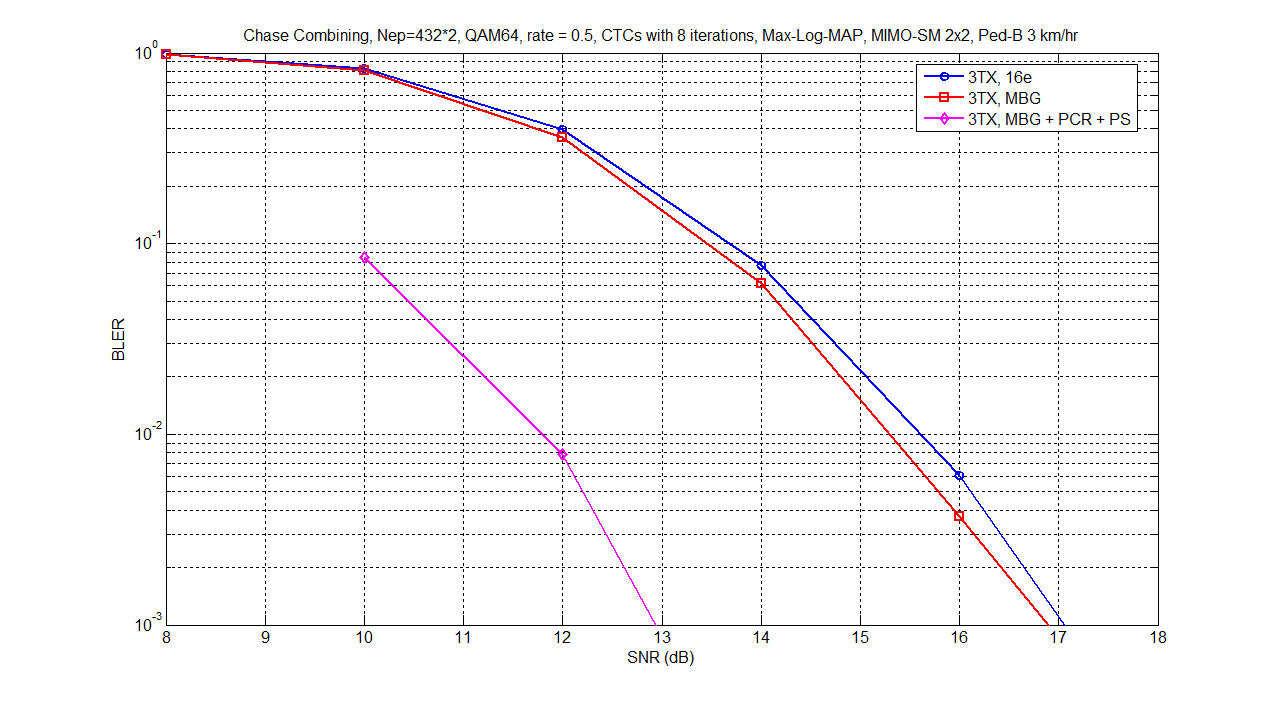 Chase Combining, Nep=432*2, QAM64, rate = 0.5, CTCs with 8 iterations, Max-Log-MAP, MIMO-SM 2x2, Ped-B 3 km/hr
10^0
3TX, 16e
3TX, MBG
3TX, MBG + PCR + PS
10^-1
BLER
10^-2
10^-3
8 9 10 11 12 13 14 15 16 17 18
SNR (dB)